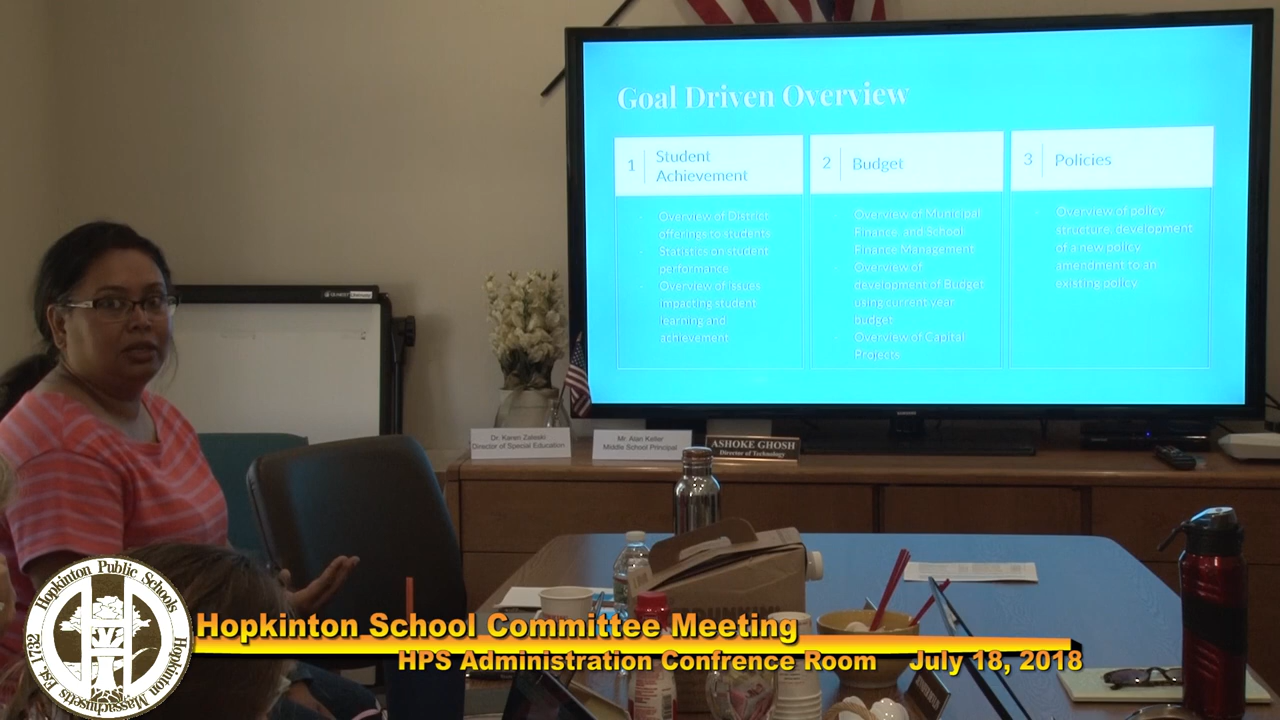 Goal Driven Overview
1 Student
Achievement
Overview of District
offerings to students
Statistics on student
performance
Overview of issues
impacting student
learning and
achievement
2 Budget
Overview of Municipal
Finance, and School
Finance Management
Overview of
development of Budget
using current year
budget
Overview of Capital
Projects
3 Policies
Overview of policy
structure, development
of a new policy
amendment to an
existing policy.
Dr. Karen Zaleski
Director of Special Education
Mr. Alan Keller
Middle School Principal
ASHOKE GHOSH
Director of Technology
SAMSUNG
Hopkinton School Committee Meeting
HPS Administration Confrence Room July 18, 2018
Hopkinton Public Schools
Hopkinton, Massachusetts Est. 1732